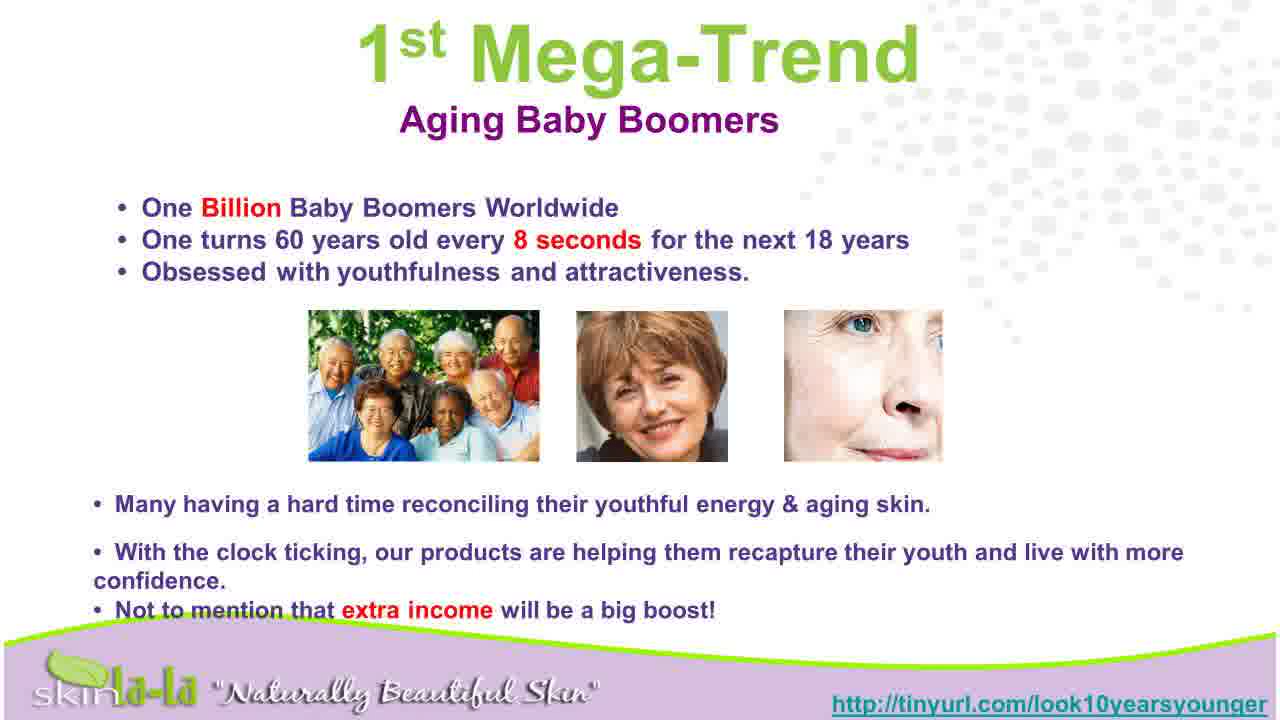 1st Mega-Trend
Aging Baby Boomers
• One Billion Baby Boomers Worldwide
• One turns 60 years old every 8 seconds for the next 18 years
• Obsessed with youthfulness and attractiveness.
• Many having a hard time reconciling their youthful energy & aging skin.
• With the clock ticking, our products are helping them recapture their youth and live with more
confidence.
• Not to mention that extra income will be a big boost!
skin la-la "Naturally Beautiful Skin"
http://tinyurl.com/look10yearsyounger